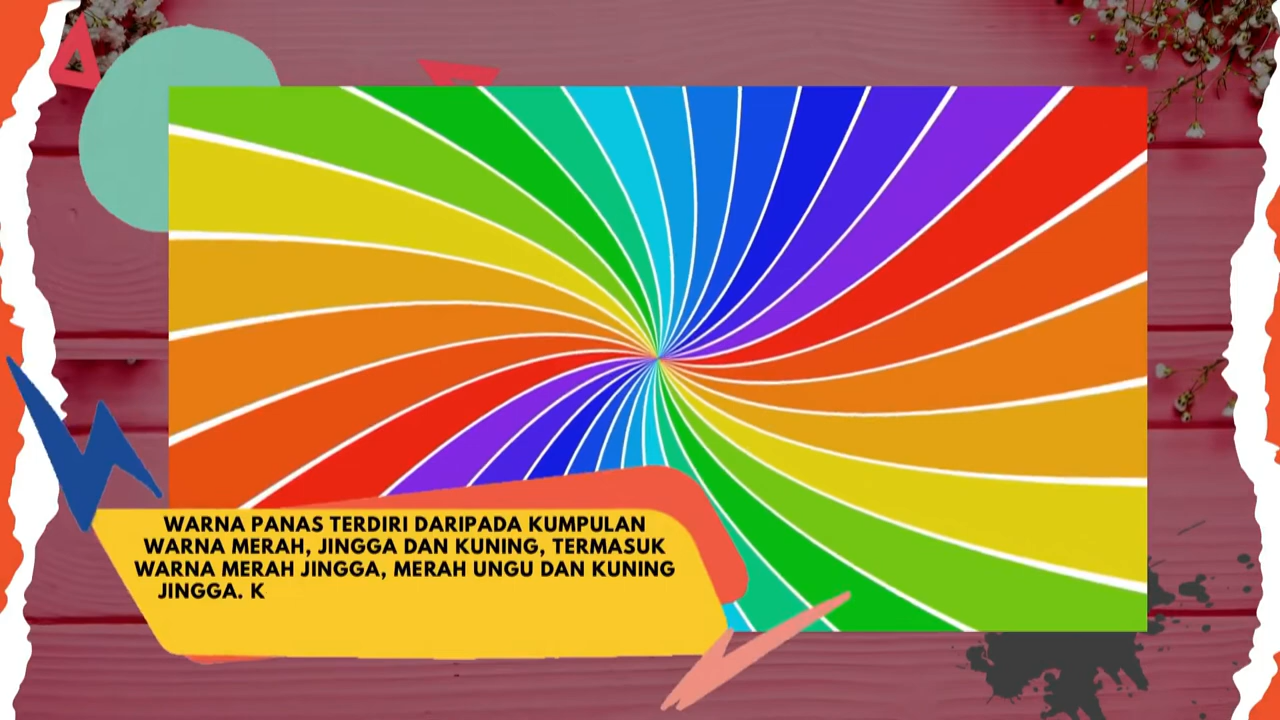 WARNA PANAS TERDIRI DARIPADA KUMPULAN
WARNA MERAH, JINGGA DAN KUNING, TERMASUK
WARNA MERAH JINGGA, MERAH UNGU DAN KUNING
JINGGA. K